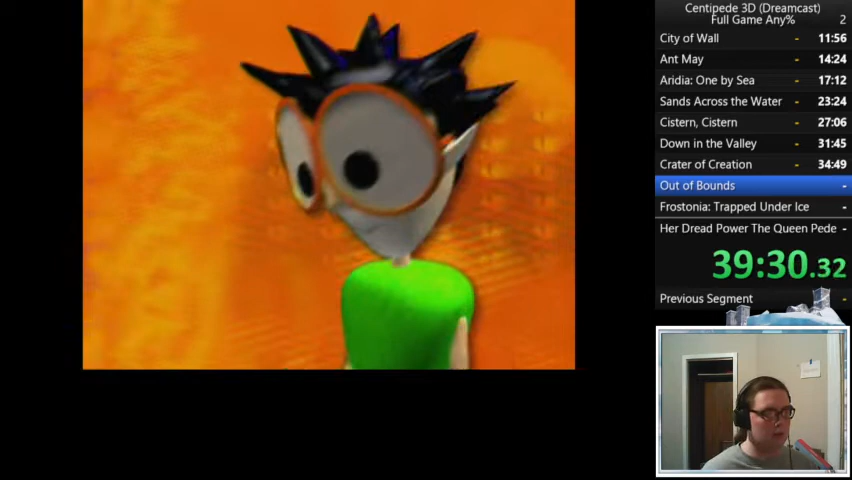 Centipede 3D (Dreamcast)
Full Game Any% 2
City of Wall - 11:56
Ant May - 14:24
Aridia: One by Sea - 17:12
Sands Across the Water - 23:24
Cistern, Cistern - 27:06
Down in the Valley - 31:45
Crater of Creation - 34:49
Out of Bounds -
Frostonia: Trapped Under Ice -
Her Dread Power The Queen Pede -
39:30.32
Previous Segment -